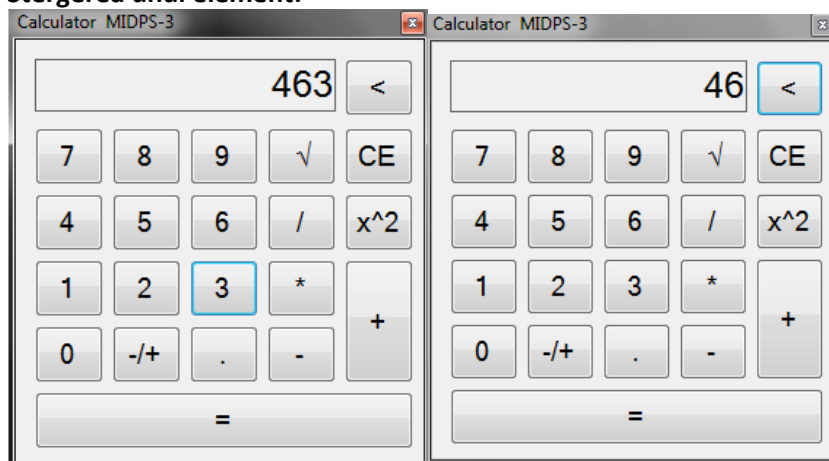 Stergerea unui element.
Calculator MIDPS-3
463 <
7 8 9 √ CE
4 5 6 / x^2
1 2 3 *
+
0 -/+ . -
=
Calculator MIDPS-3
46 <
7 8 9 √ CE
4 5 6 / x^2
1 2 3 *
+
0 -/+ . -
=